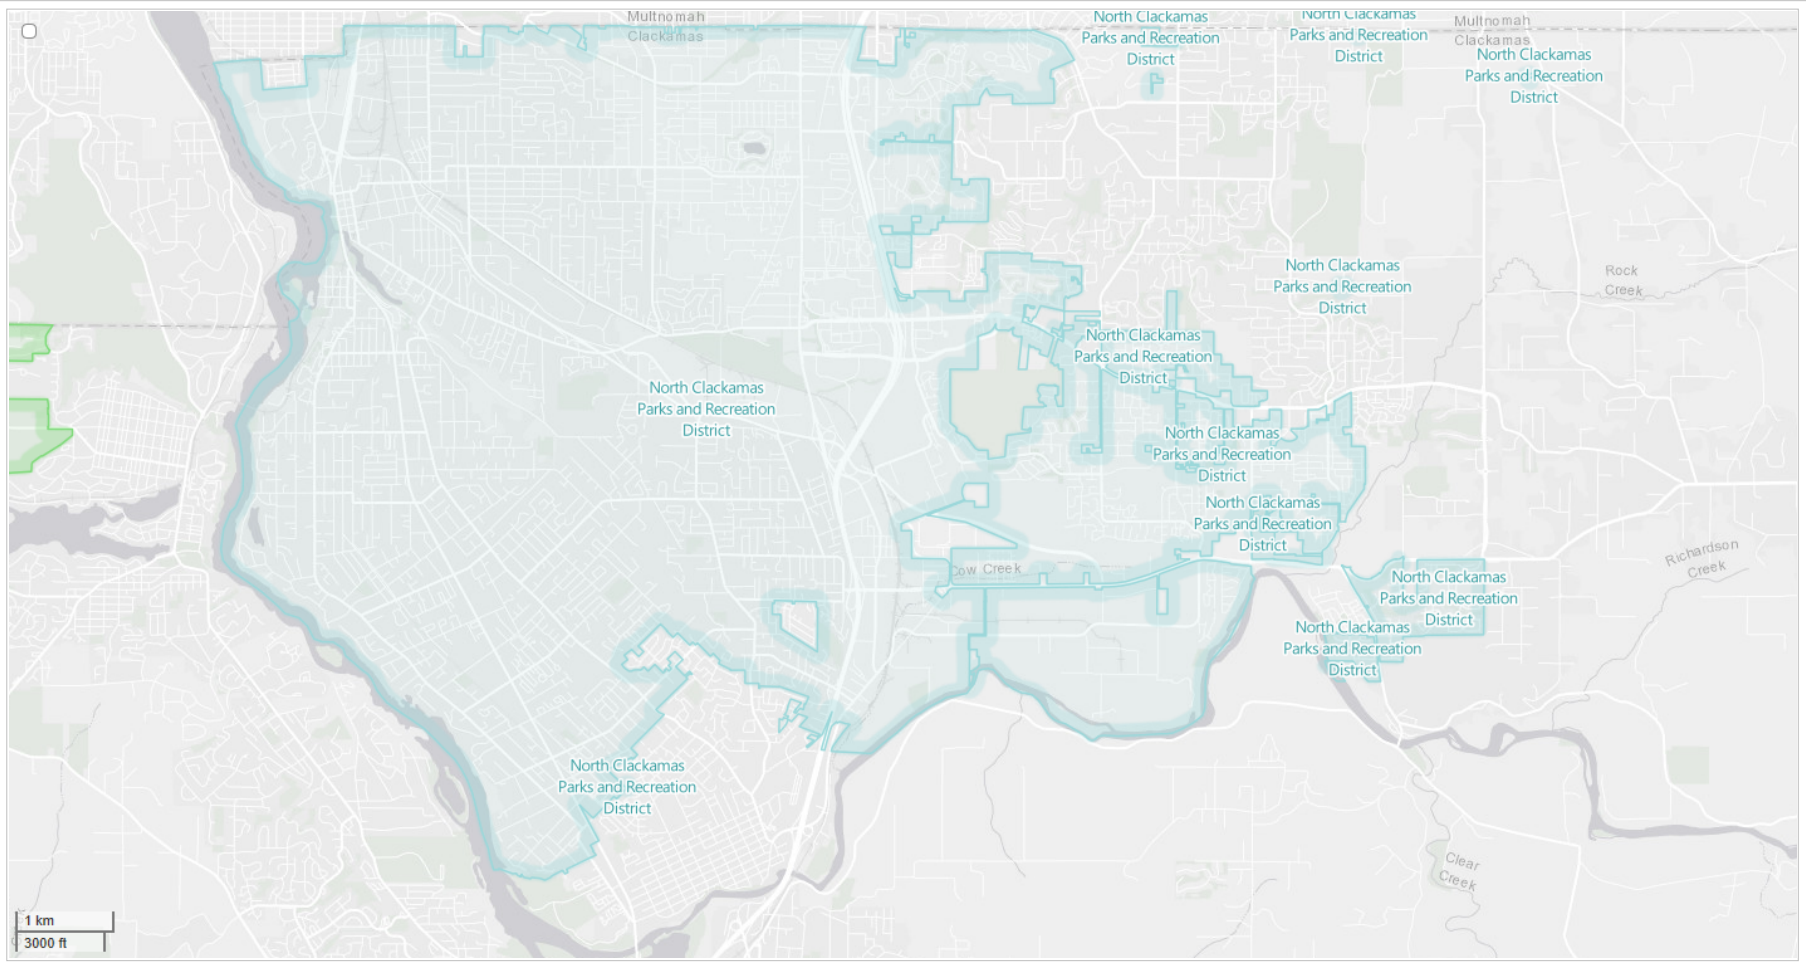 Multnomah
Clackamas
North Clackamas
Parks and Recreation
District
North Clackamas
Parks and Recreation
District
Multnomah
Clackamas
North Clackamas
Parks and Recreation
District
North Clackamas
Parks and Recreation
District
Rock
Creek
North Clackamas
Parks and Recreation
District
North Clackamas
Parks and Recreation
District
North Clackamas
Parks and Recreation
District
North Clackamas
Parks and Recreation
District
Cow Creek
Richardson
Creek
North Clackamas
Parks and Recreation
District
North Clackamas
Parks and Recreation
District
North Clackamas
Parks and Recreation
District
Clear
Creek
1 km
3000 ft